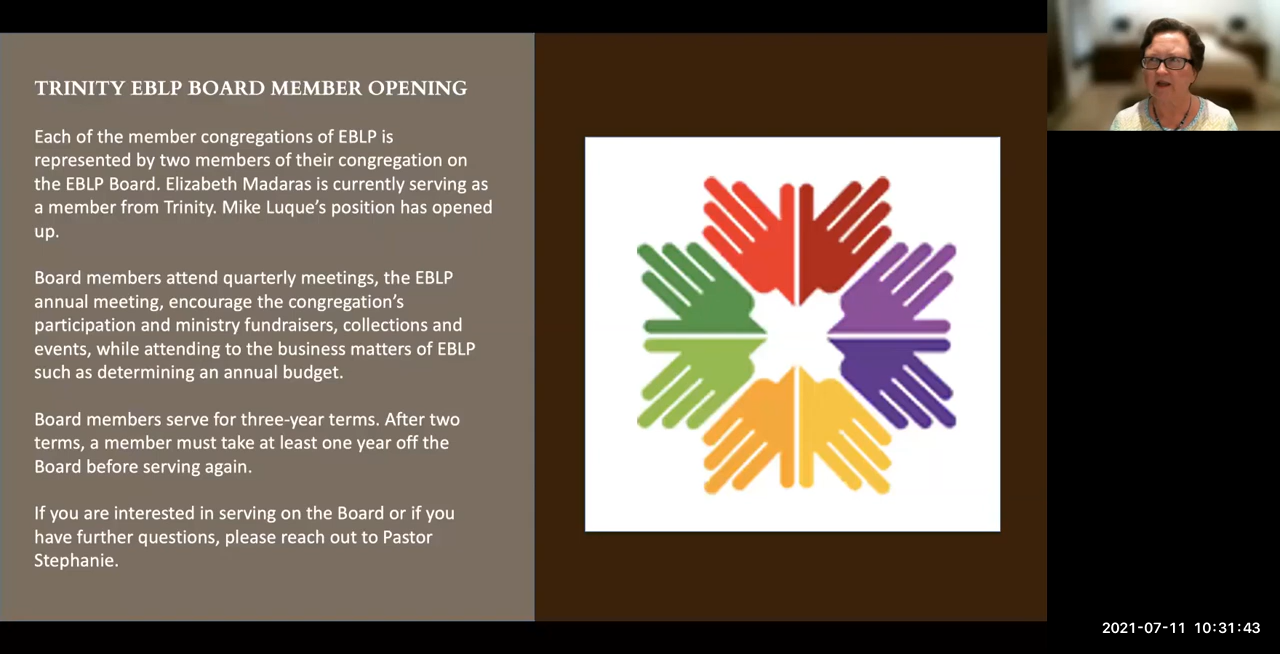 TRINITY EBLP BOARD MEMBER OPENING
Each of the member congregations of EBLP is
represented by two members of their congregation on
the EBLP Board. Elizabeth Madaras is currently serving as
a member from Trinity. Mike Luque's position has opened
up.
Board members attend quarterly meetings, the EBLP
annual meeting, encourage the congregation's
participation and ministry fundraisers, collections and
events, while attending to the business matters of EBLP
such as determining an annual budget.
Board members serve for three-year terms. After two
terms, a member must take at least one year off the
Board before serving again.
If you are interested in serving on the Board or if you
have further questions, please reach out to Pastor
Stephanie.
2021-07-11 10:31:43